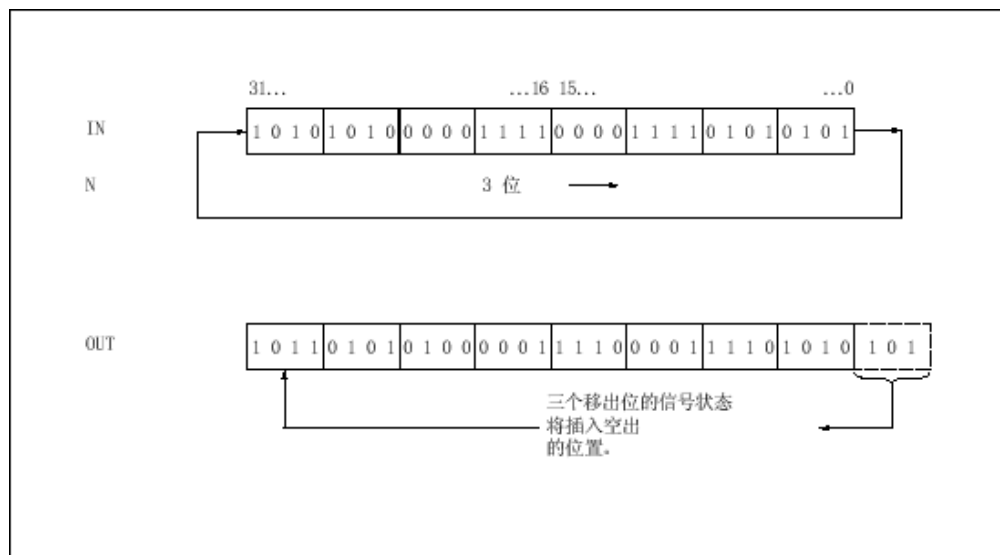 31... ...16 15... ...0
IN 1 0 1 0 1 0 1 0 0 0 0 0 1 1 1 1 0 0 0 0 1 1 1 1 0 1 0 1 0 1 0 1
N 3 位
OUT 1 0 1 1 0 1 0 1 0 1 0 0 0 0 0 1 1 1 1 0 0 0 0 1 1 1 1 0 1 0 1 0 1 0 1
三个移出位的信号状态
将插入空出
的位置。